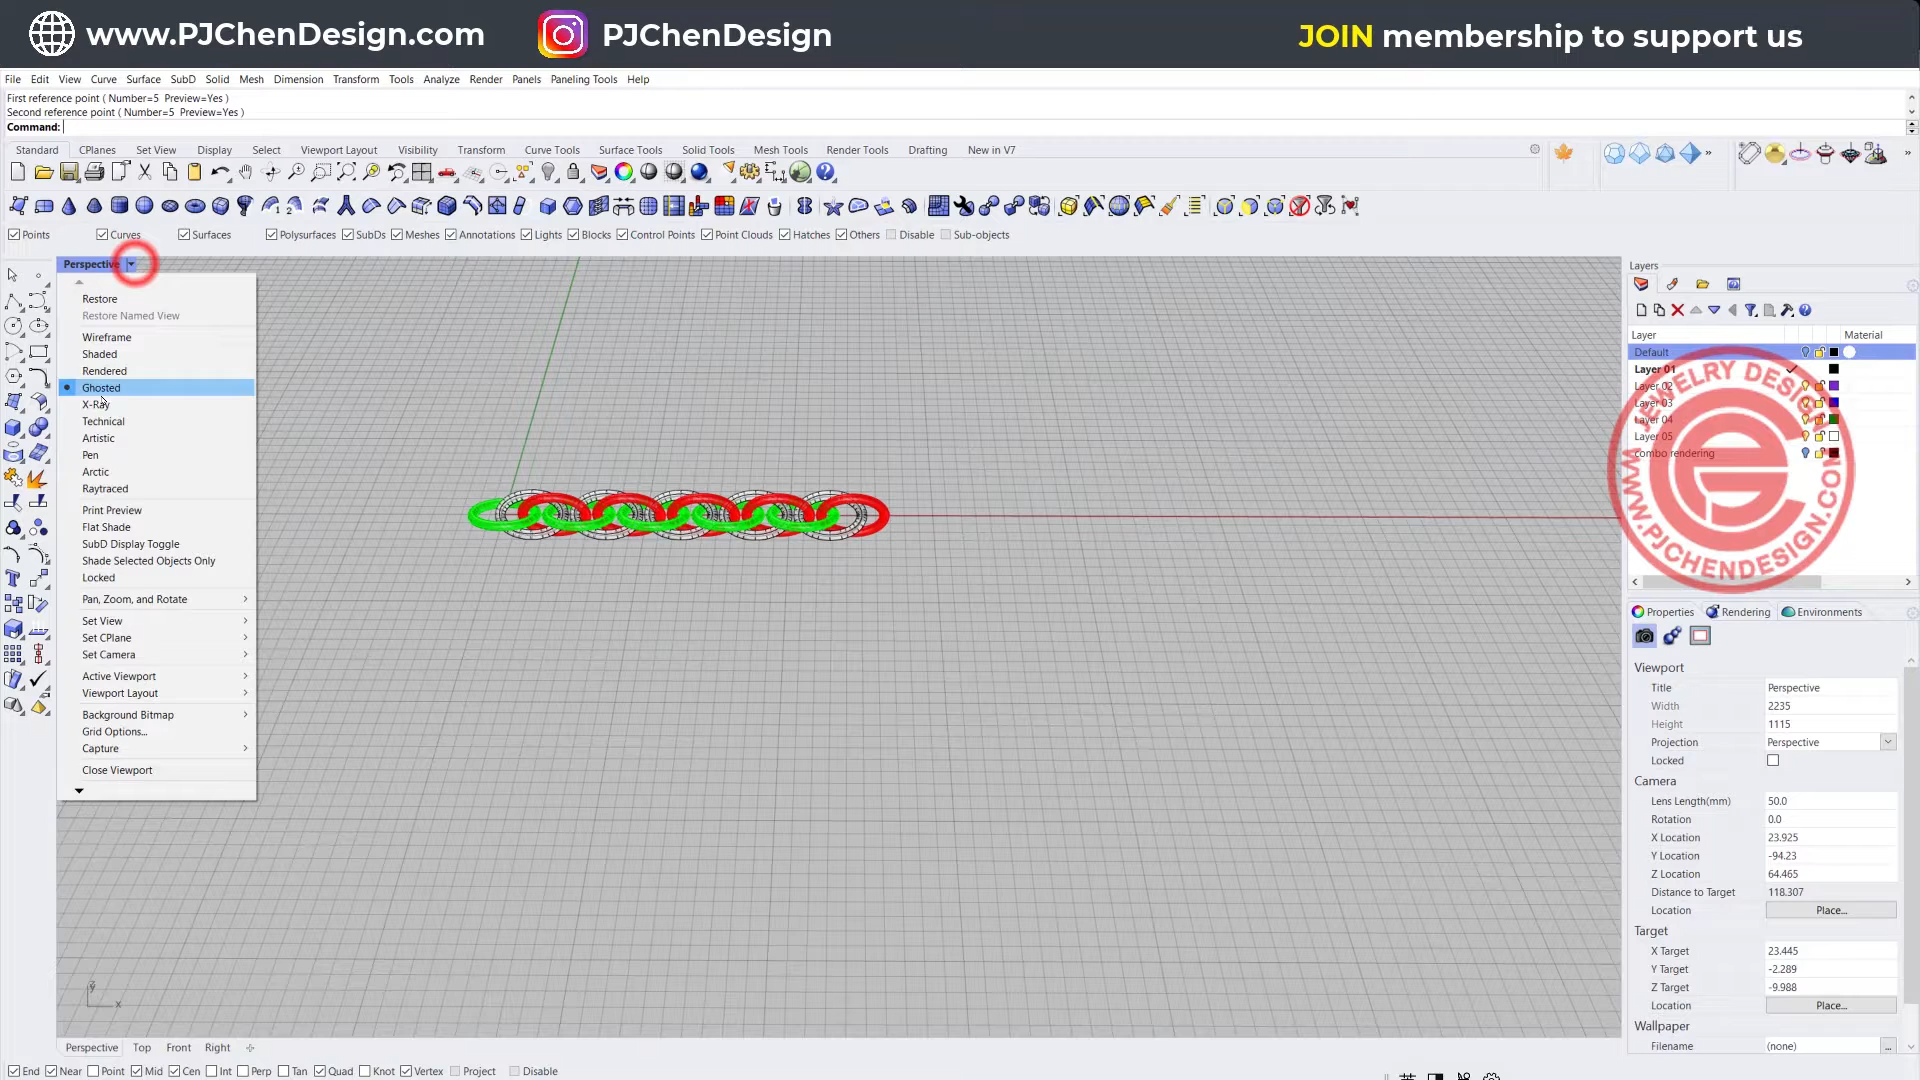 www.PJChenDesign.com PJChenDesign JOIN membership to support us
File Edit View Curve Surface SubD Solid Mesh Dimension Transform Tools Analyze Render Panels Paneling Tools Help
First reference point ( Number=5 Preview=Yes )
Second reference point ( Number=5 Preview=Yes )
Command:
Standard CPlanes Set View Display Select Viewport Layout Visibility Transform Curve Tools Surface Tools Solid Tools Mesh Tools Render Tools Drafting New in V7
Points Curves Surfaces Polysurfaces SubDs Meshes Annotations Lights Blocks Control Points Point Clouds Hatches Others Disable Sub-objects
Perspective
Restore
Restore Named View
Wireframe
Shaded
Rendered
Ghosted
X-Ray
Technical
Artistic
Pen
Arctic
Raytraced
Print Preview
Flat Shade
SubD Display Toggle
Shade Selected Objects Only
Locked
Pan, Zoom, and Rotate
Set View
Set CPlane
Set Camera
Active Viewport
Viewport Layout
Background Bitmap
Grid Options...
Capture
Close Viewport
z
y
x
Layers
Layer Material
Default
Layer 01
Layer 02
Layer 03
Layer 04
Layer 05
combo rendering
JEWELRY DESIGN
WWW.PJCHENDESIGN.COM
Properties Rendering Environments
Viewport
Title Perspective
Width 2235
Height 1115
Projection Perspective
Locked
Camera
Lens Length(mm) 50.0
Rotation 0.0
X Location 23.925
Y Location -94.23
Z Location 64.465
Distance to Target 118.307
Location Place...
Target
X Target 23.445
Y Target -2.289
Z Target -9.988
Location Place...
Wallpaper
Filename (none) ...
Perspective Top Front Right
End Near Point Mid Cen Int Perp Tan Quad Knot Vertex Project Disable